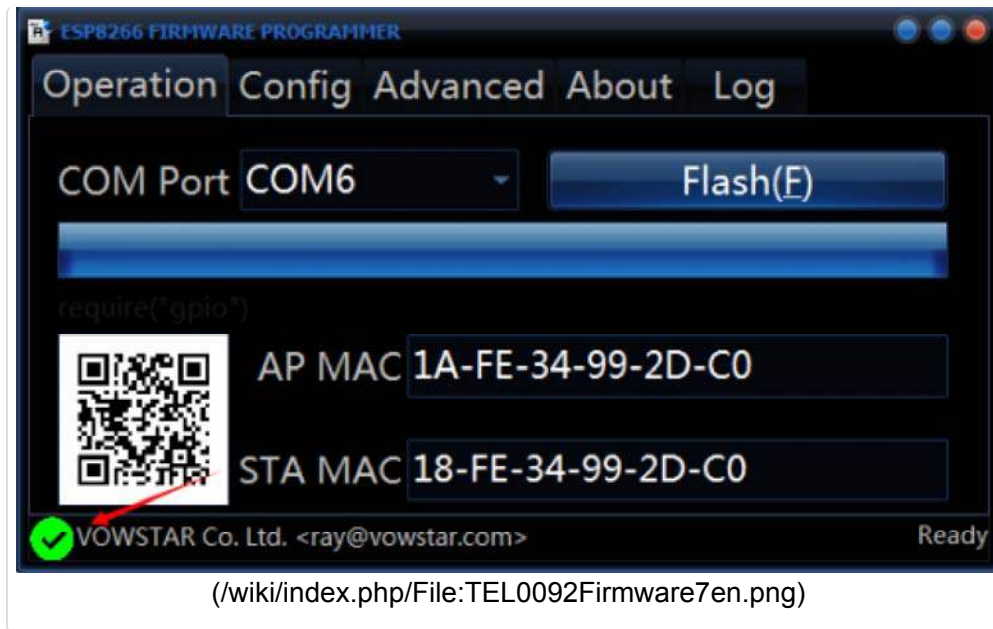 ESP8266 FIRMWARE PROGRAMMER
Operation Config Advanced About Log
COM Port COM6 Flash(F)
require("gpio")
AP MAC 1A-FE-34-99-2D-C0
STA MAC 18-FE-34-99-2D-C0
VOWSTAR Co. Ltd. <ray@vowstar.com> Ready
(/wiki/index.php/File:TEL0092Firmware7en.png)